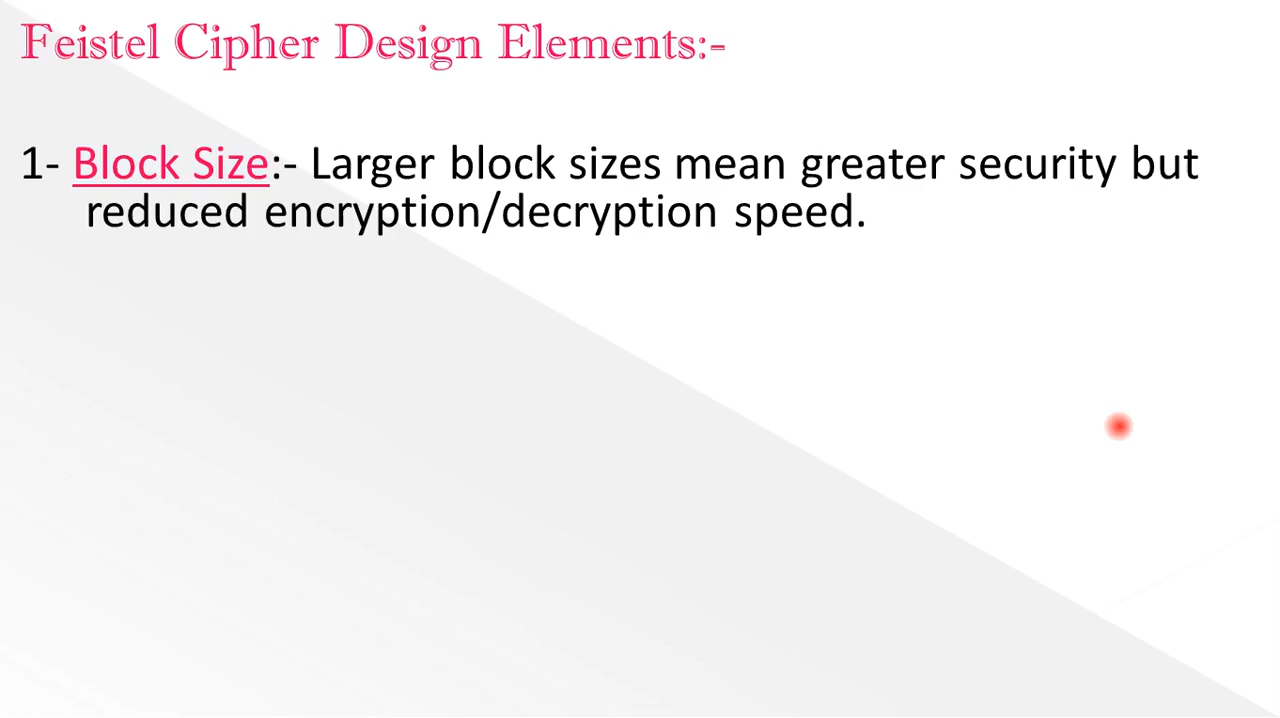 Feistel Cipher Design Elements:-
1- Block Size:- Larger block sizes mean greater security but
reduced encryption/decryption speed.